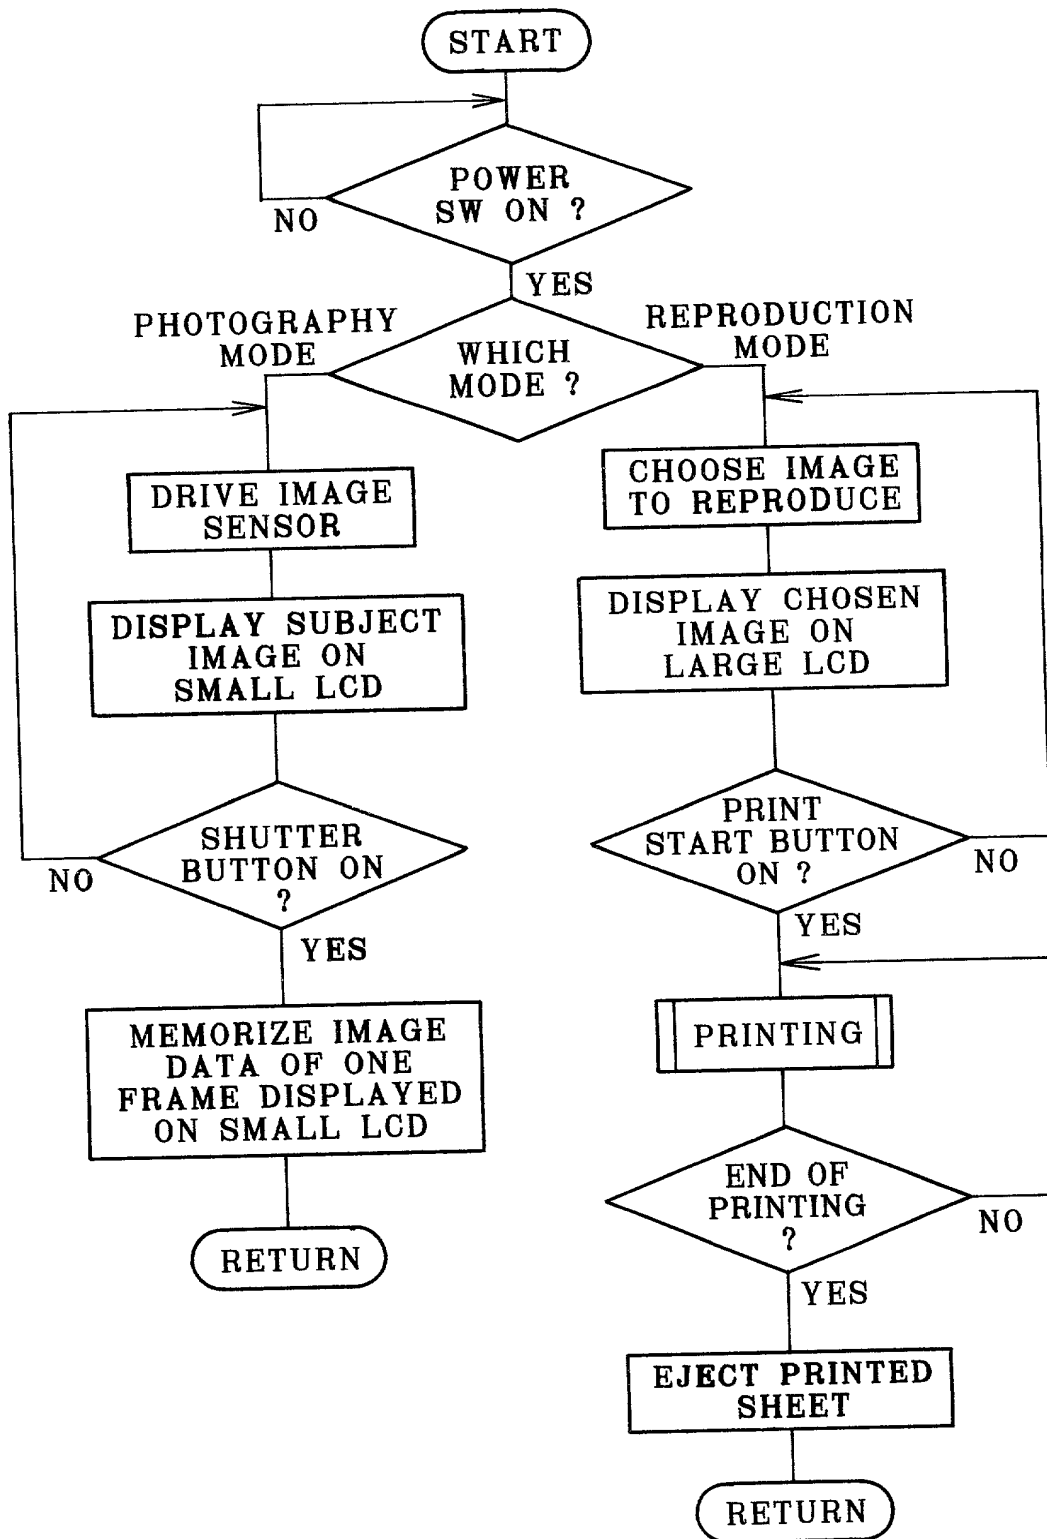 START
POWER
SW ON ?
NO
YES
PHOTOGRAPHY
MODE
WHICH
MODE ?
REPRODUCTION
MODE
DRIVE IMAGE
SENSOR
DISPLAY SUBJECT
IMAGE ON
SMALL LCD
SHUTTER
BUTTON ON
?
NO
YES
MEMORIZE IMAGE
DATA OF ONE
FRAME DISPLAYED
ON SMALL LCD
RETURN
CHOOSE IMAGE
TO REPRODUCE
DISPLAY CHOSEN
IMAGE ON
LARGE LCD
PRINT
START BUTTON
ON ?
NO
YES
PRINTING
END OF
PRINTING
?
NO
YES
EJECT PRINTED
SHEET
RETURN